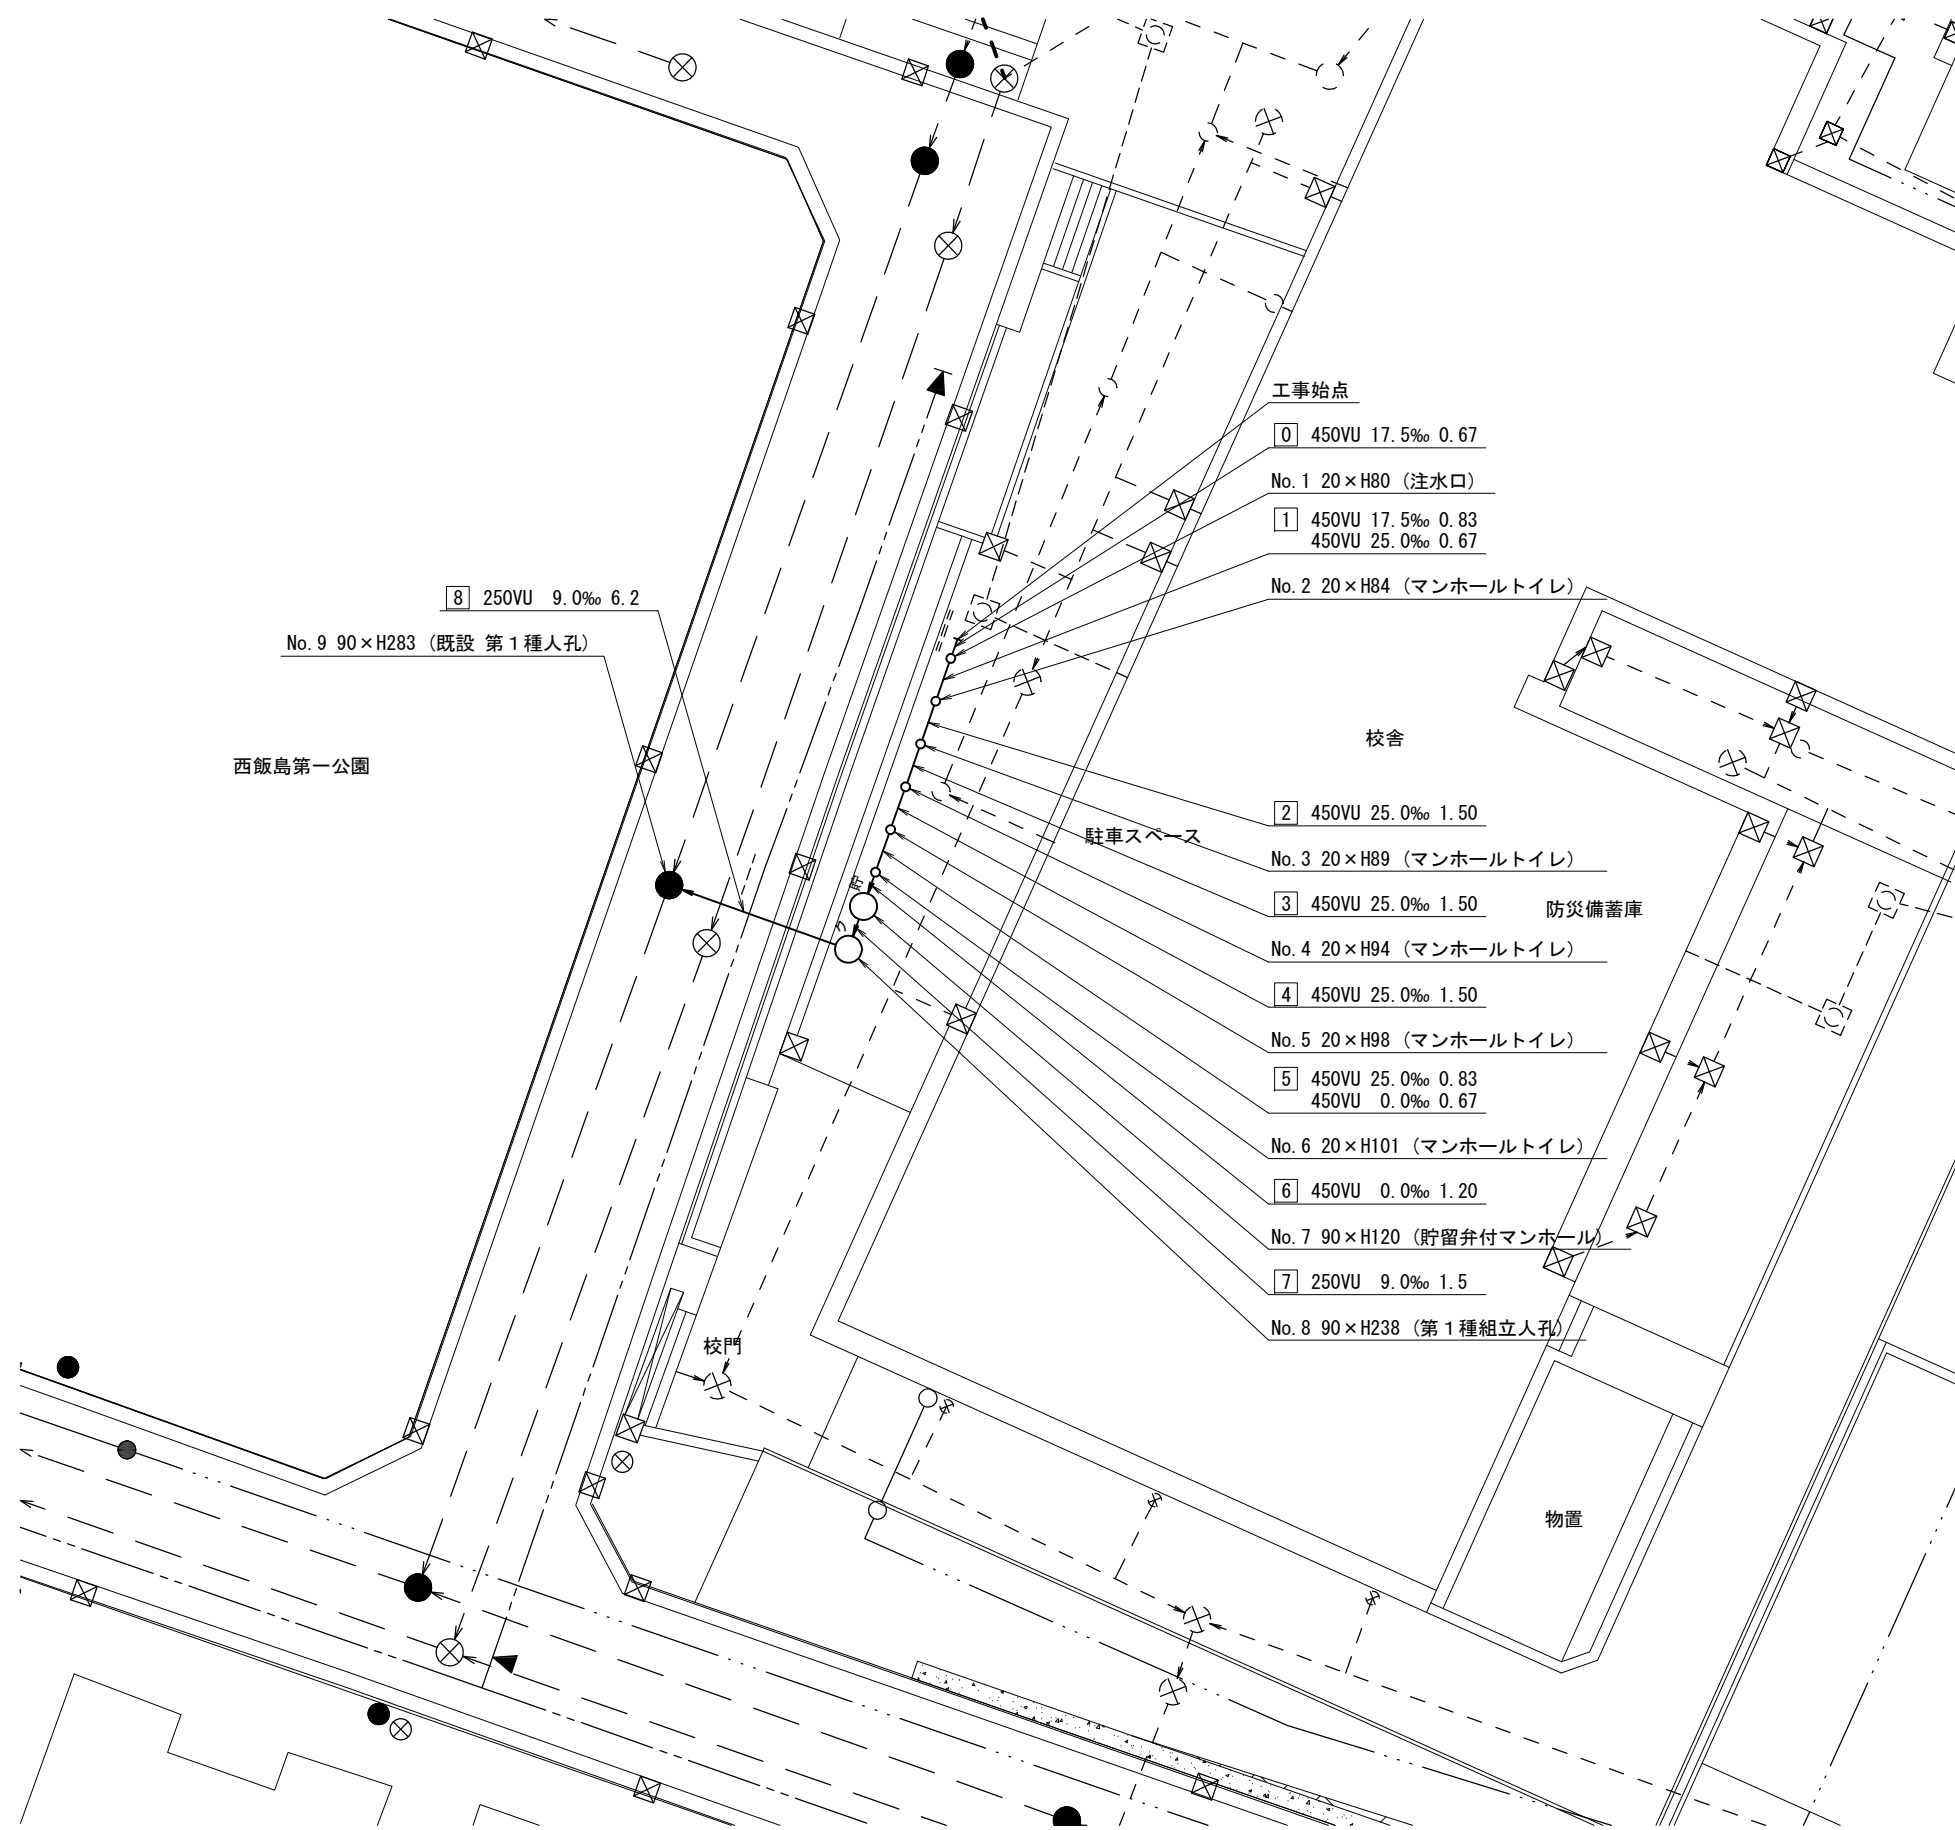 工事始点
0 450VU 17.5‰ 0.67
No.1 20×H80（注水口）
1 450VU 17.5‰ 0.83
450VU 25.0‰ 0.67
No.2 20×H84（マンホールトイレ）
8 250VU 9.0‰ 6.2
No.9 90×H283（既設 第１種人孔）
西飯島第一公園
校舎
2 450VU 25.0‰ 1.50
駐車スペース
No.3 20×H89（マンホールトイレ）
3 450VU 25.0‰ 1.50
防災備蓄庫
No.4 20×H94（マンホールトイレ）
4 450VU 25.0‰ 1.50
No.5 20×H98（マンホールトイレ）
5 450VU 25.0‰ 0.83
450VU 0.0‰ 0.67
No.6 20×H101（マンホールトイレ）
6 450VU 0.0‰ 1.20
No.7 90×H120（貯留弁付マンホール）
7 250VU 9.0‰ 1.5
No.8 90×H238（第１種組立人孔）
貯
ク
校門
物置